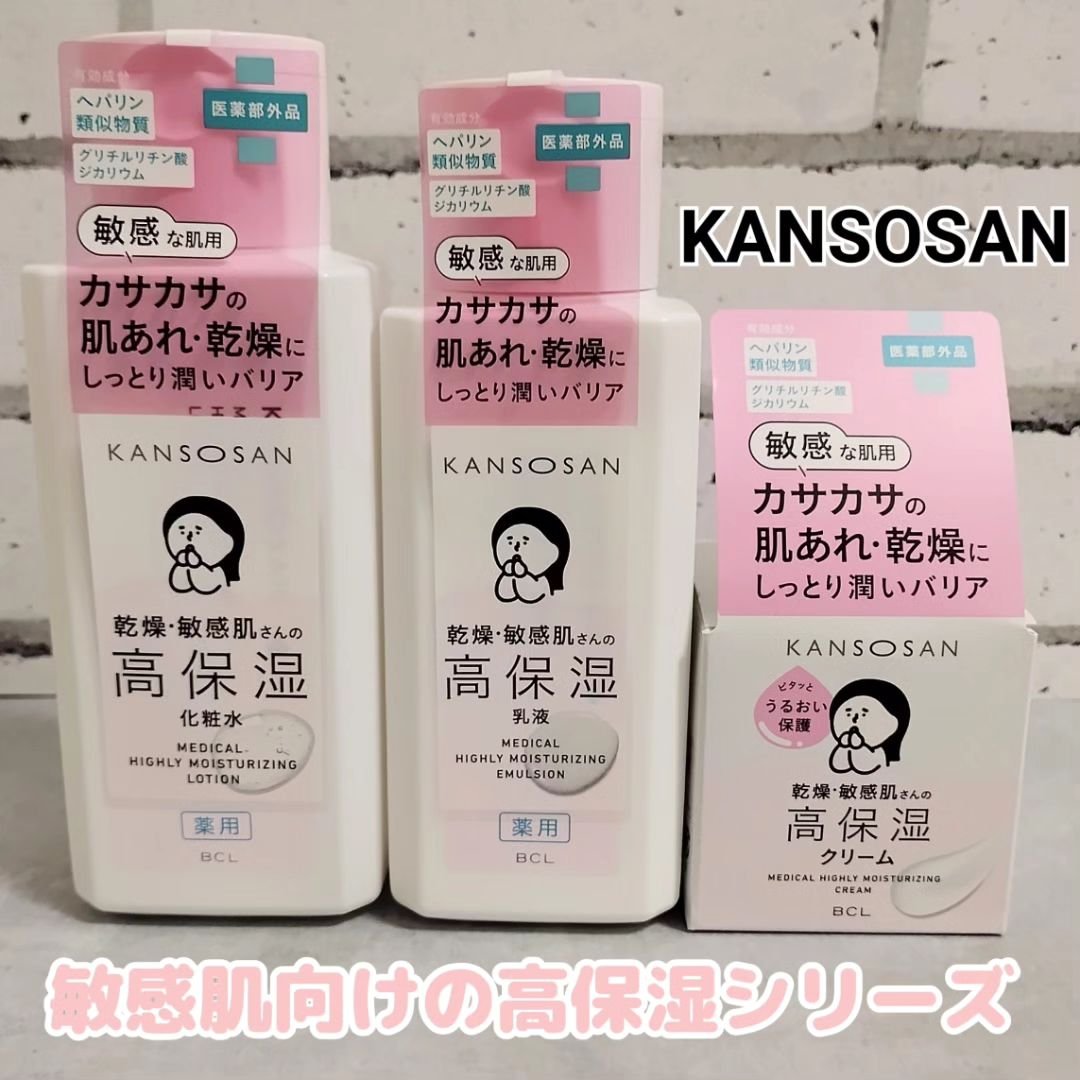 有効成分
ヘパリン
類似物質
グリチルリチン酸
ジカリウム
医薬部外品
敏感な肌用
カサカサの
肌あれ・乾燥に
しっとり潤いバリア
KANSOSAN
乾燥・敏感肌さんの
高保湿
化粧水
MEDICAL
HIGHLY MOISTURIZING
LOTION
薬用
BCL
有効成分
ヘパリン
類似物質
グリチルリチン酸
ジカリウム
医薬部外品
敏感な肌用
カサカサの
肌あれ・乾燥に
しっとり潤いバリア
KANSOSAN
乾燥・敏感肌さんの
高保湿
乳液
MEDICAL
HIGHLY MOISTURIZING
EMULSION
薬用
BCL
KANSOSAN
有効成分
ヘパリン
類似物質
グリチルリチン酸
ジカリウム
医薬部外品
敏感な肌用
カサカサの
肌あれ・乾燥に
しっとり潤いバリア
KANSOSAN
ピタッと
うるおい
保護
乾燥・敏感肌さんの
高保湿
クリーム
MEDICAL HIGHLY MOISTURIZING
CREAM
BCL
敏感肌向けの高保湿シリーズ